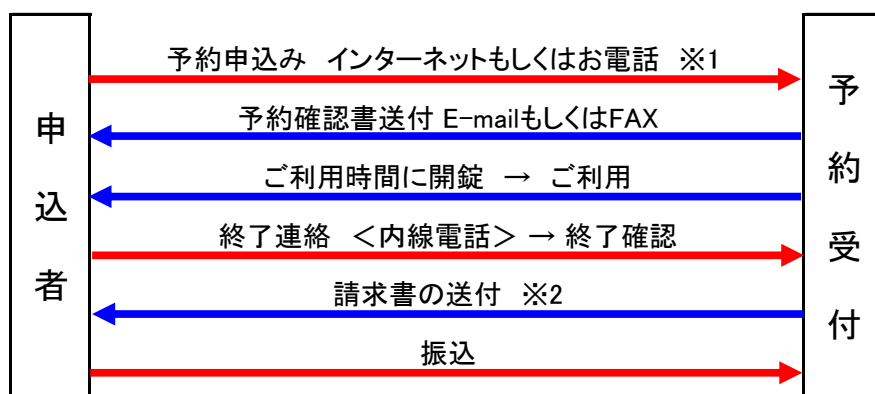 申込者
予約申込み インターネットもしくはお電話 ※1
予約確認書送付 E-mailもしくはFAX
ご利用時間に開錠 → ご利用
終了連絡 <内線電話> → 終了確認
請求書の送付 ※2
振込
予約受付